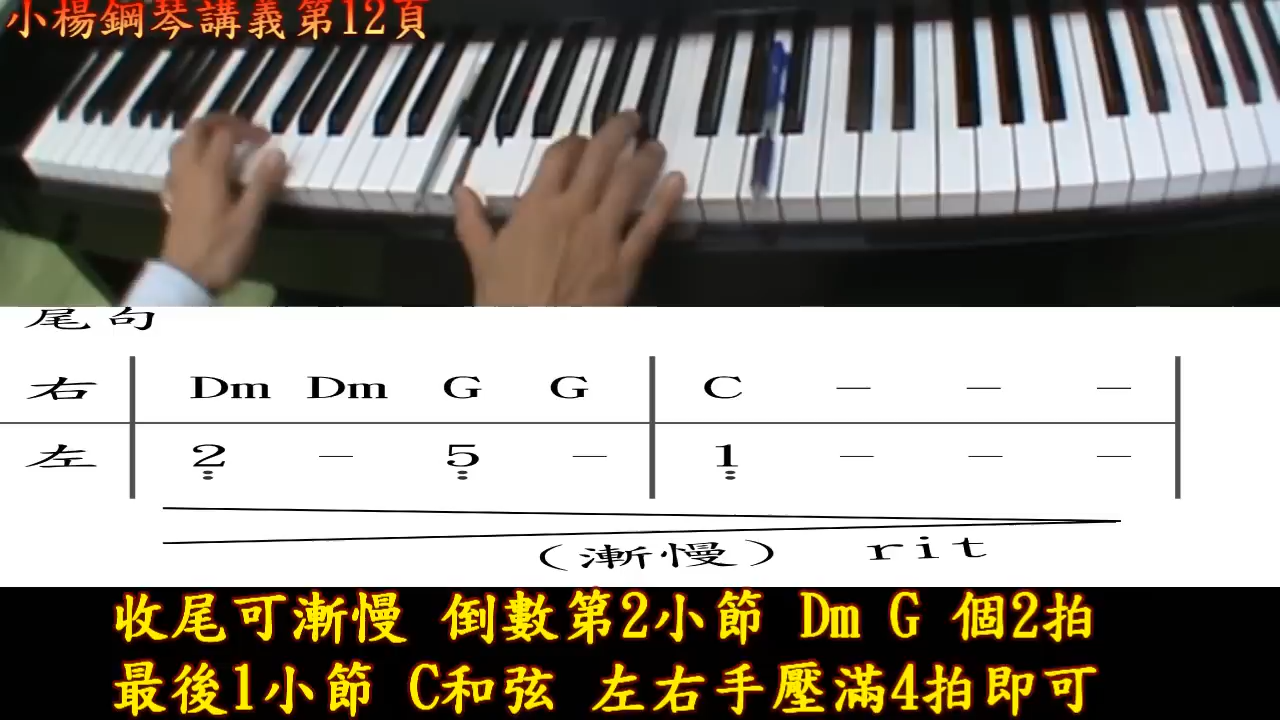 小楊鋼琴講義第12頁
尾句
右 Dm Dm G G C — — —
左 2 — 5 — 1 — — —
(漸慢) rit
收尾可漸慢 倒數第2小節 Dm G 個2拍
最後1小節 C和弦 左右手壓滿4拍即可